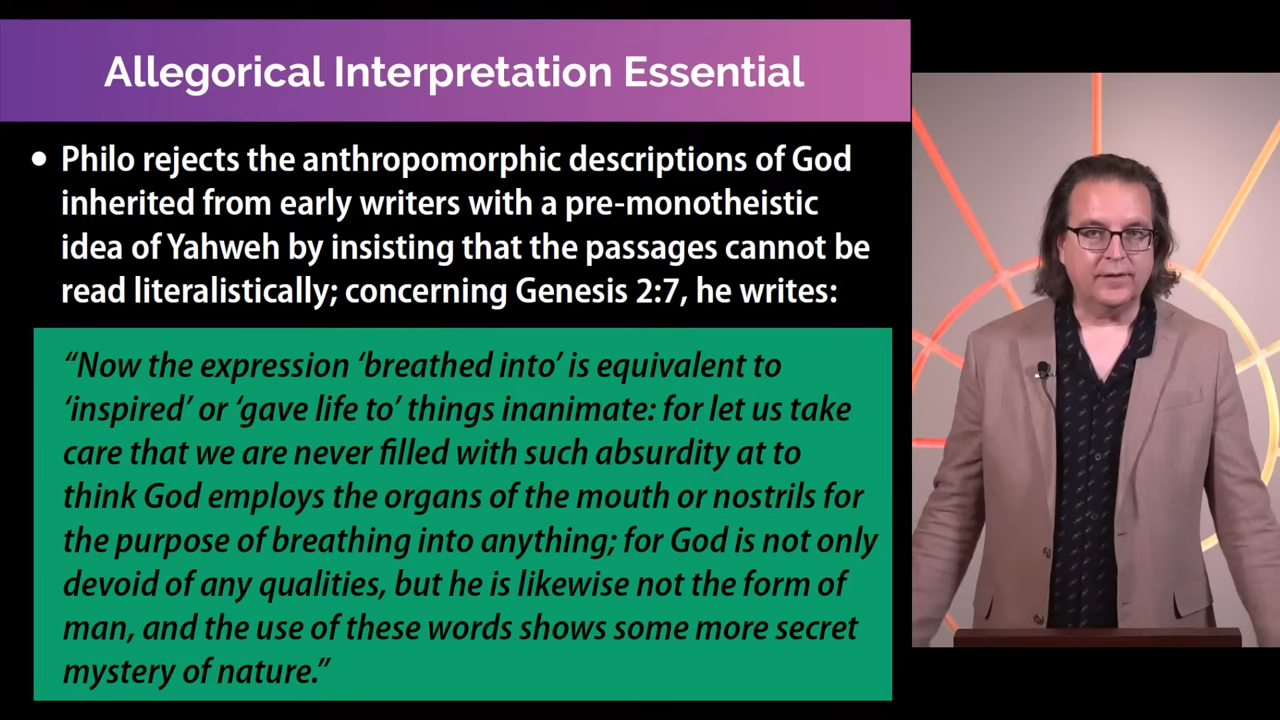 Allegorical Interpretation Essential
• Philo rejects the anthropomorphic descriptions of God
inherited from early writers with a pre-monotheistic
idea of Yahweh by insisting that the passages cannot be
read literalistically; concerning Genesis 2:7, he writes:
“Now the expression ‘breathed into’ is equivalent to
‘inspired’ or ‘gave life to’ things inanimate: for let us take
care that we are never filled with such absurdity at to
think God employs the organs of the mouth or nostrils for
the purpose of breathing into anything; for God is not only
devoid of any qualities, but he is likewise not the form of
man, and the use of these words shows some more secret
mystery of nature.”